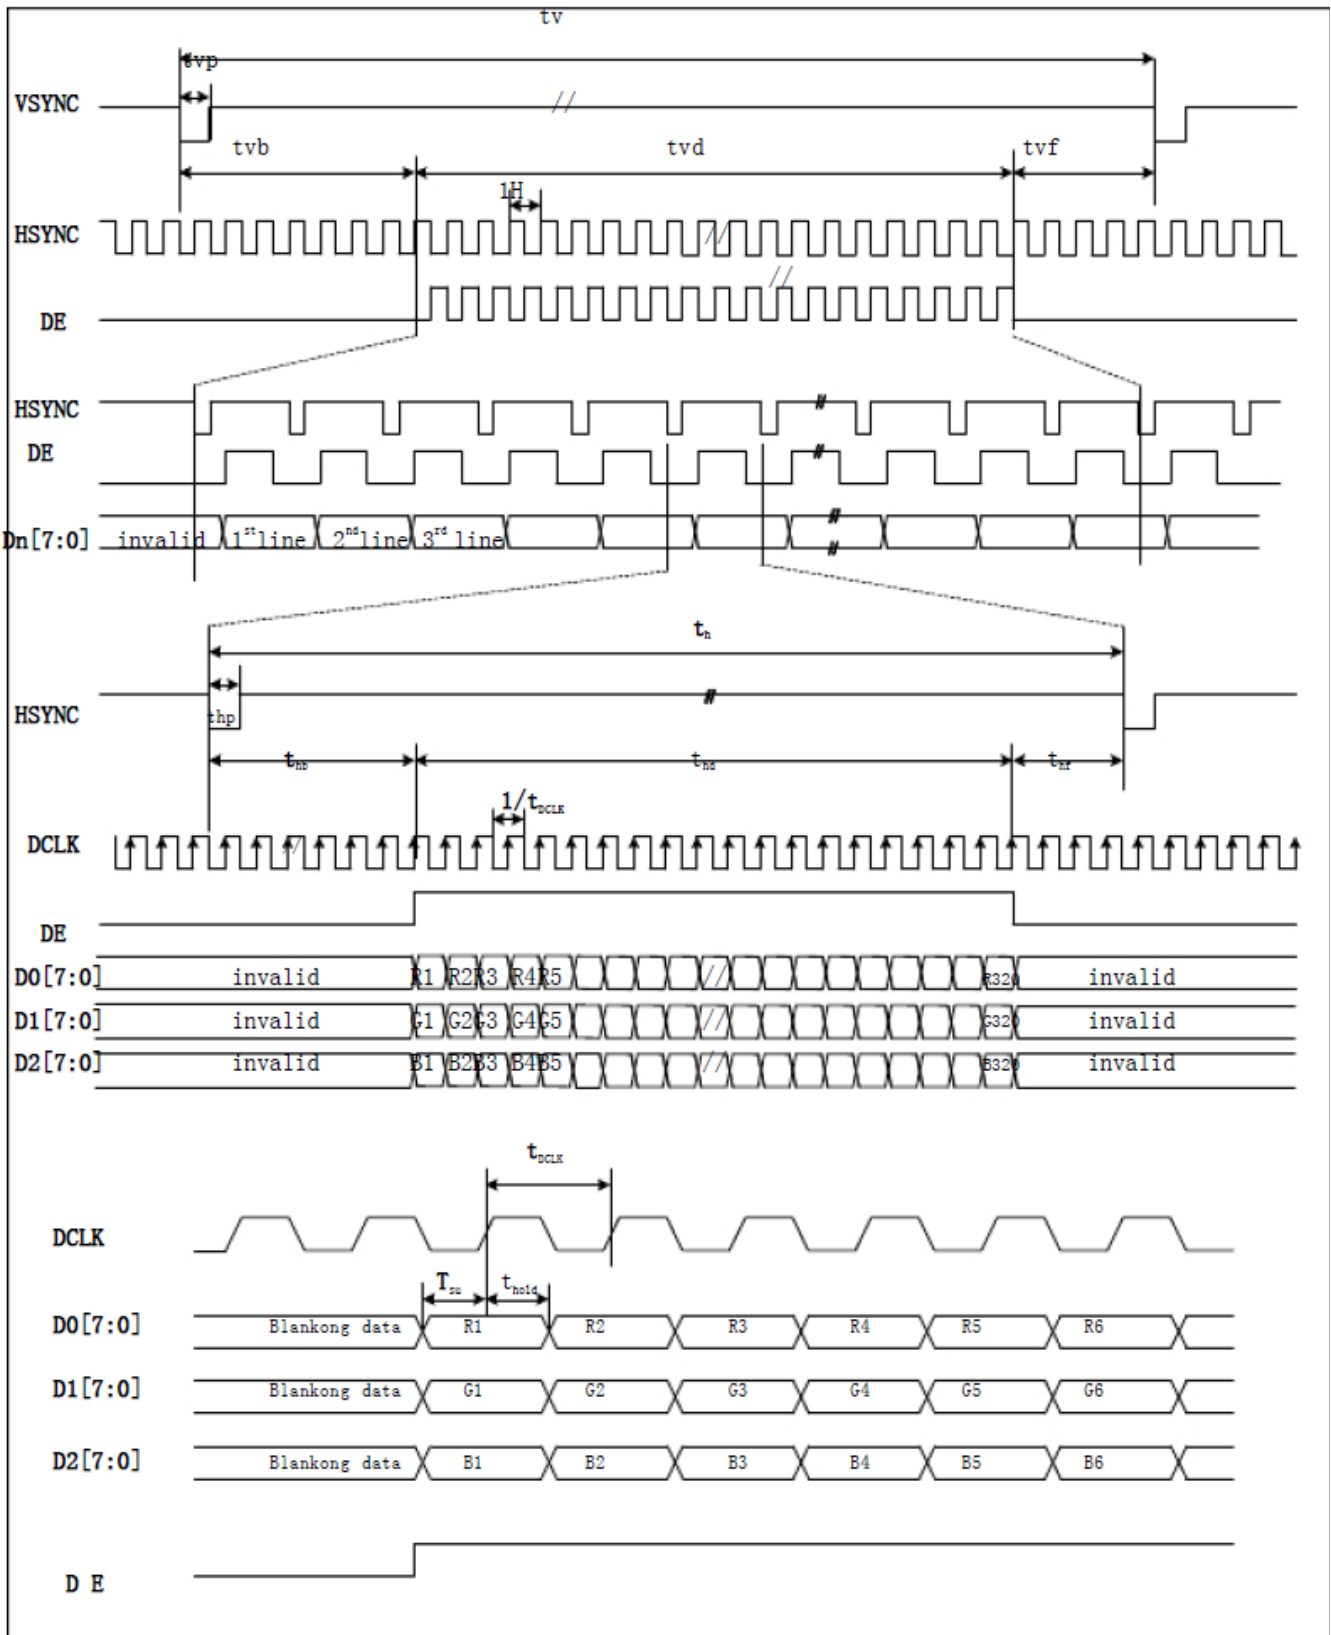 tv
tvp
VSYNC //
tvb tvd tvf
1H
HSYNC //
//
DE
HSYNC //
DE //
//
Dn[7:0] invalid 1st line 2nd line 3rd line //
th
HSYNC //
thp
thb thd thf
1/tDCLK
DCLK //
DE
D0[7:0] invalid R1 R2 R3 R4 R5 // R320 invalid
D1[7:0] invalid G1 G2 G3 G4 G5 // G320 invalid
D2[7:0] invalid B1 B2 B3 B4 B5 // B320 invalid
tDCLK
DCLK
Tsu thold
D0[7:0] Blankong data R1 R2 R3 R4 R5 R6
D1[7:0] Blankong data G1 G2 G3 G4 G5 G6
D2[7:0] Blankong data B1 B2 B3 B4 B5 B6
D E